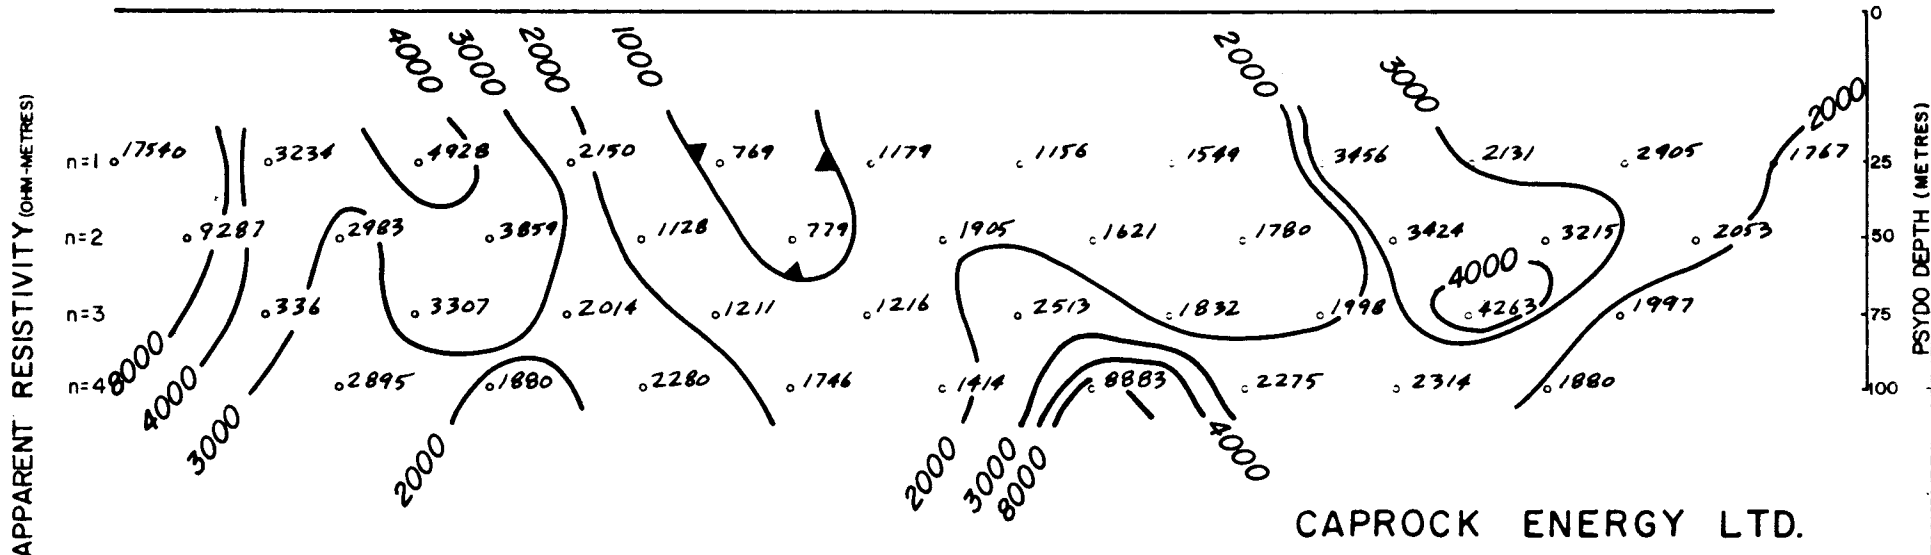 0
4000 3000 2000 1000 2000 3000 2000
n=1 17540 3234 4928 2150 769 1179 1156 1549 3456 2131 2905 1767 25
n=2 9287 2983 3859 1128 779 1905 1621 1780 3424 3215 2053 50
4000
n=3 336 3307 2014 1211 1216 2513 1832 1998 4263 1997 75
n=4 8000 2895 1880 2280 1746 1414 8883 2275 2314 1880 100
4000
3000 2000 2000 3000 8000 4000
APPARENT RESISTIVITY (OHM-METRES)
PSYDO DEPTH (METRES)
CAPROCK ENERGY LTD.